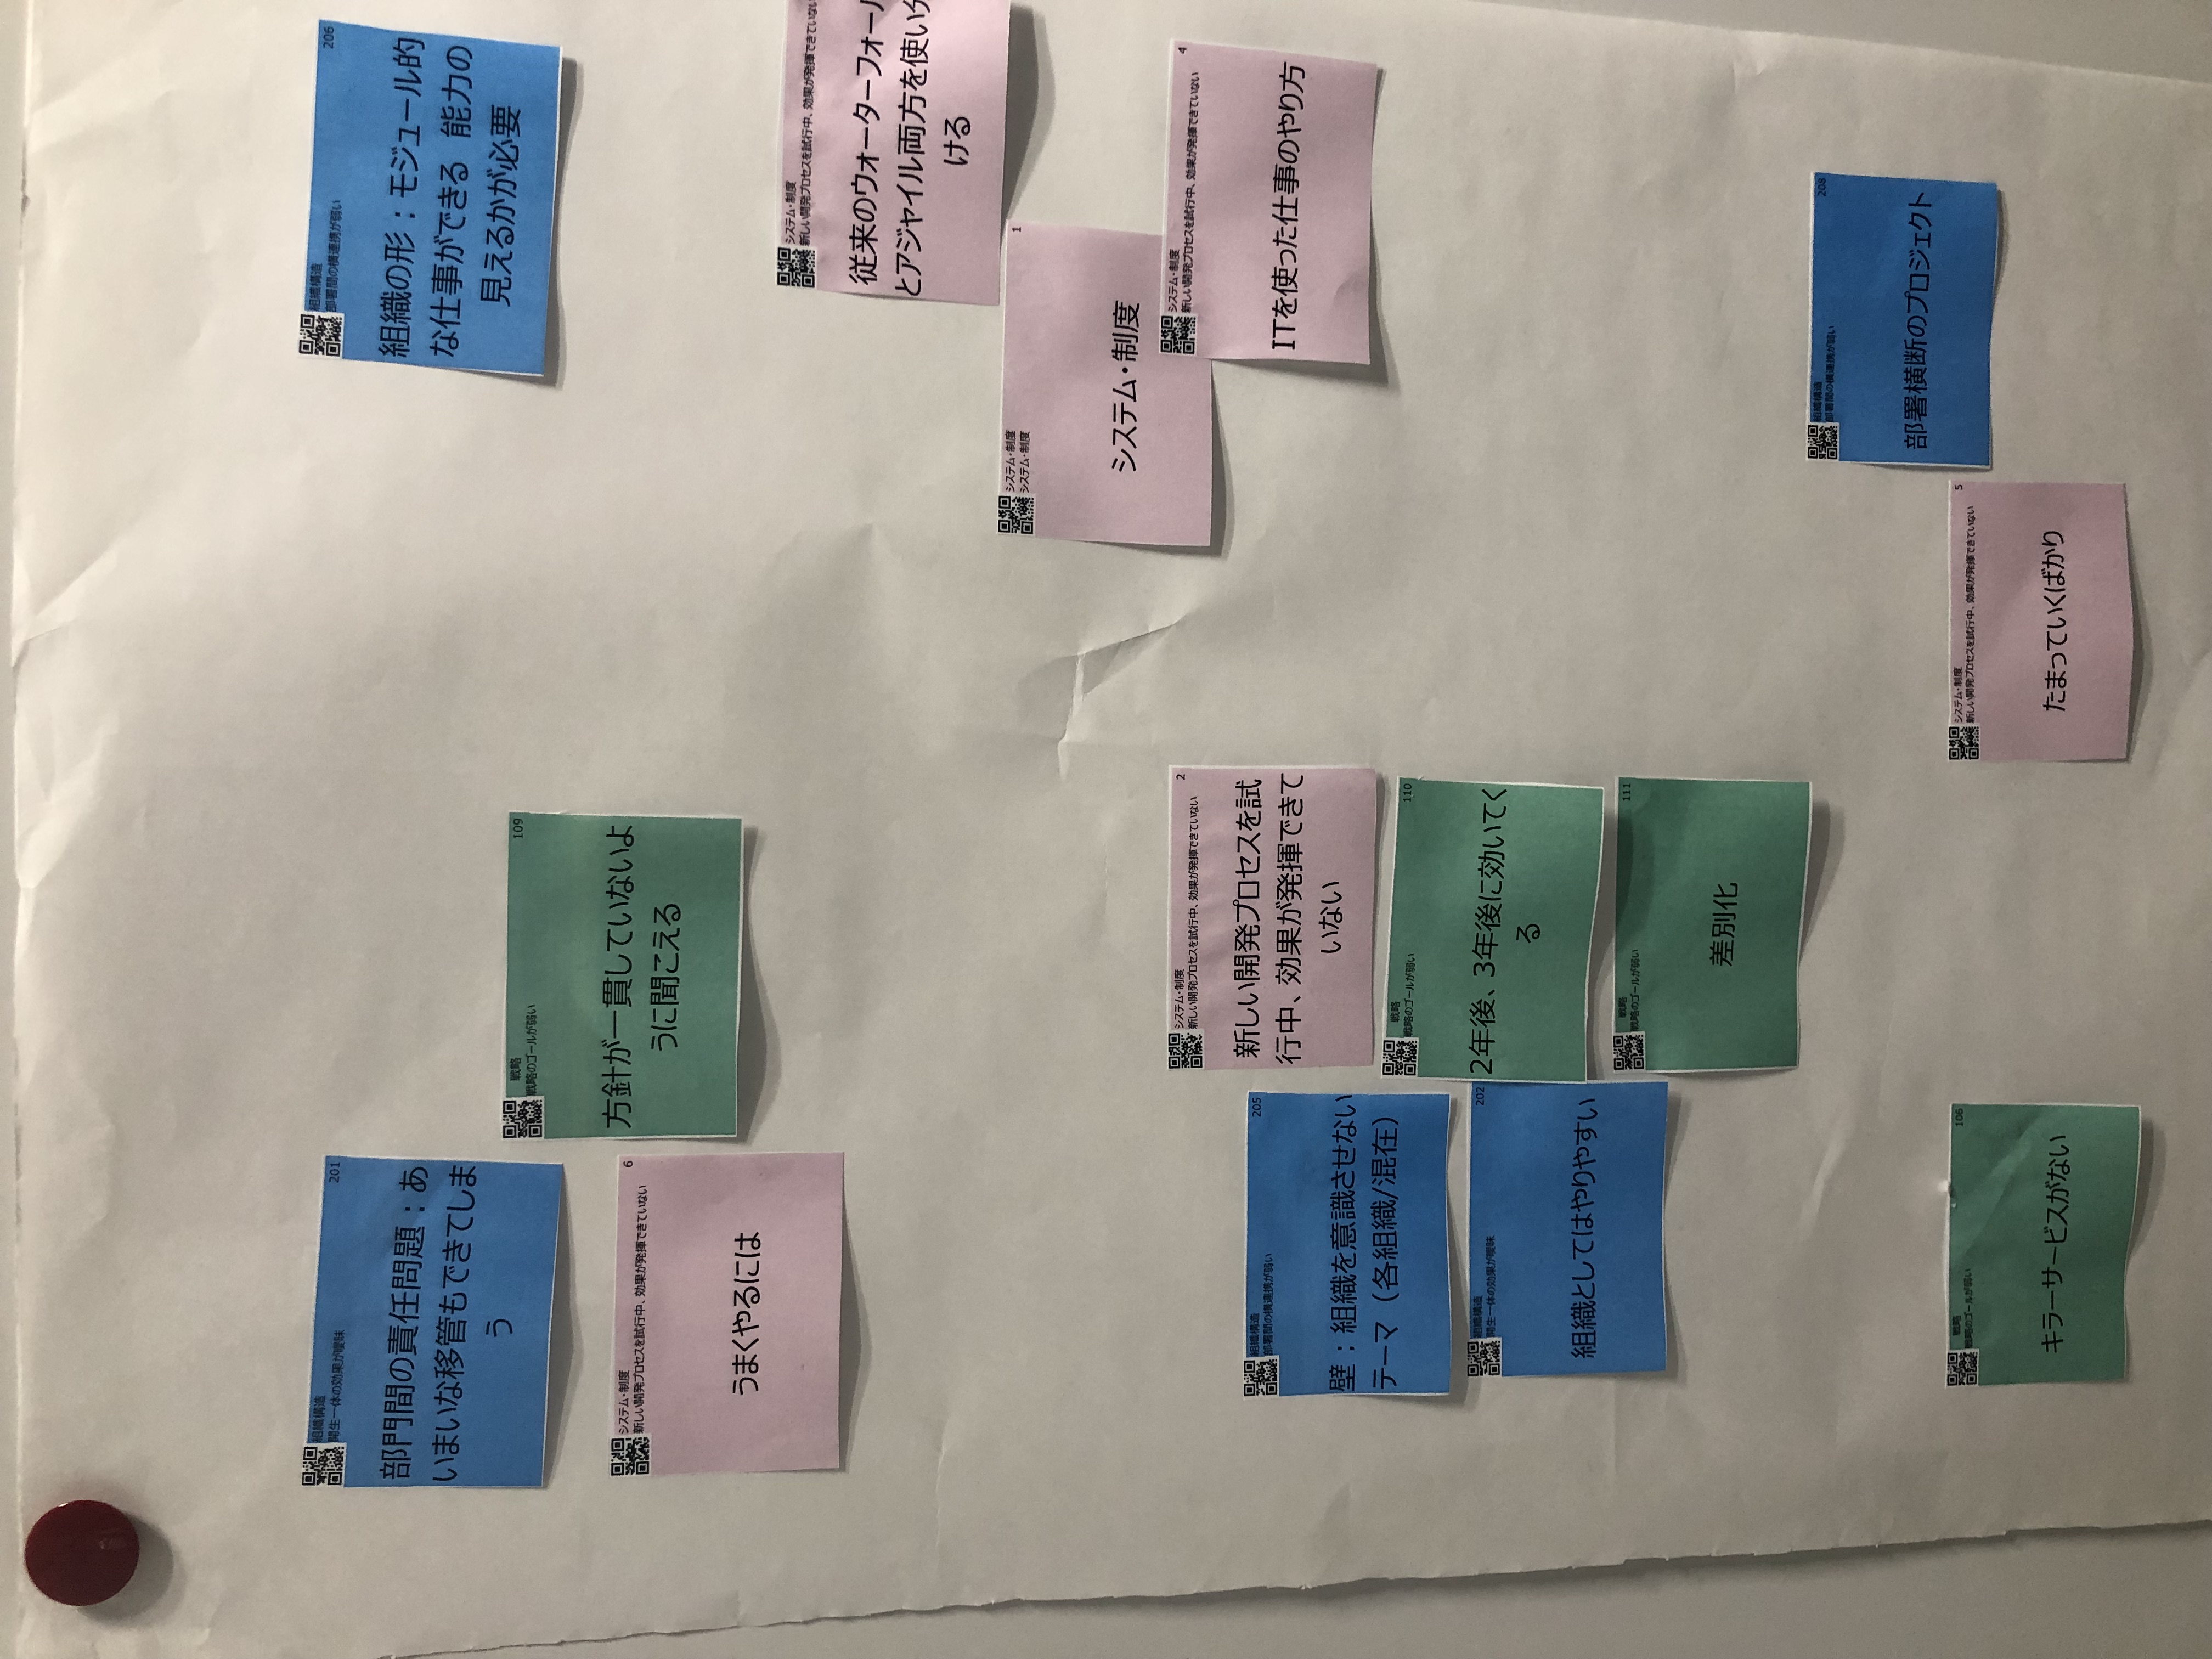 組織構造
開生一体の効果が曖昧
201
部門間の責任問題：あ
いまいな移管もできてしま
う
組織構造
部署間の横連携が弱い
206
組織の形：モジュール的
な仕事ができる　能力の
見えるかが必要
戦略
戦略のゴールが弱い
109
方針が一貫していないよ
うに聞こえる
システム・制度
新しい開発プロセスを試行中、効果が発揮できていない
6
うまくやるには
システム・制度
新しい開発プロセスを試行中、効果が発揮できていない
従来のウォーターフォー
とアジャイル両方を使い
ける
システム・制度
システム・制度
1
システム・制度
システム・制度
新しい開発プロセスを試行中、効果が発揮できていない
4
ITを使った仕事のやり方
システム・制度
新しい開発プロセスを試行中、効果が発揮できていない
2
新しい開発プロセスを試
行中、効果が発揮できて
いない
組織構造
部署間の横連携が弱い
205
壁：組織を意識させない
テーマ（各組織/混在）
戦略
戦略のゴールが弱い
110
2年後、3年後に効いてく
る
組織構造
開生一体の効果が曖昧
202
組織としてはやりやすい
戦略
戦略のゴールが弱い
111
差別化
組織構造
部署間の横連携が弱い
208
部署横断のプロジェクト
戦略
戦略のゴールが弱い
106
キラーサービスがない
システム・制度
新しい開発プロセスを試行中、効果が発揮できていない
5
たまっていくばかり